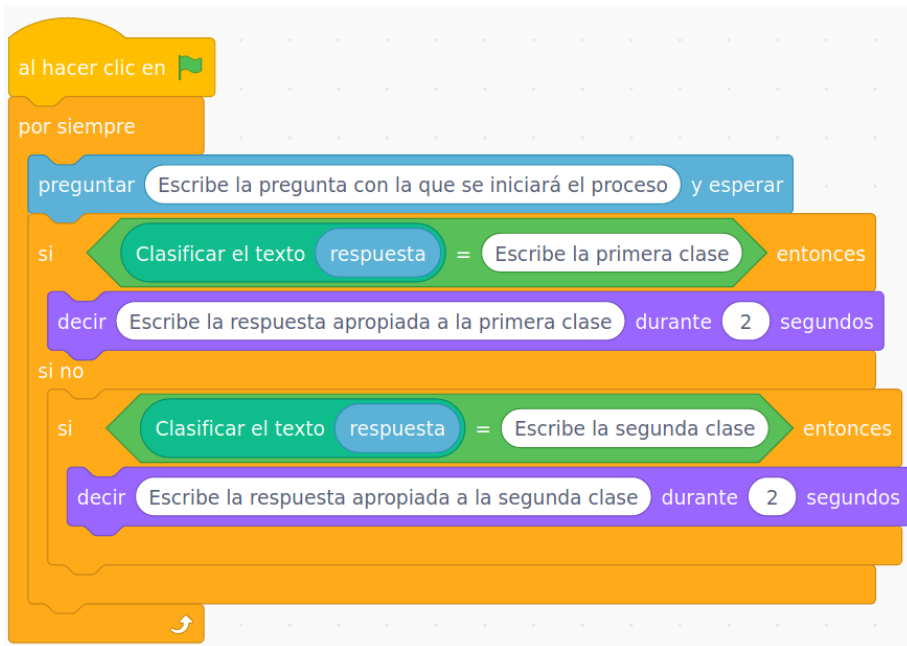 al hacer clic en
por siempre
preguntar Escribe la pregunta con la que se iniciará el proceso y esperar
si Clasificar el texto respuesta = Escribe la primera clase entonces
decir Escribe la respuesta apropiada a la primera clase durante 2 segundos
si no
si Clasificar el texto respuesta = Escribe la segunda clase entonces
decir Escribe la respuesta apropiada a la segunda clase durante 2 segundos